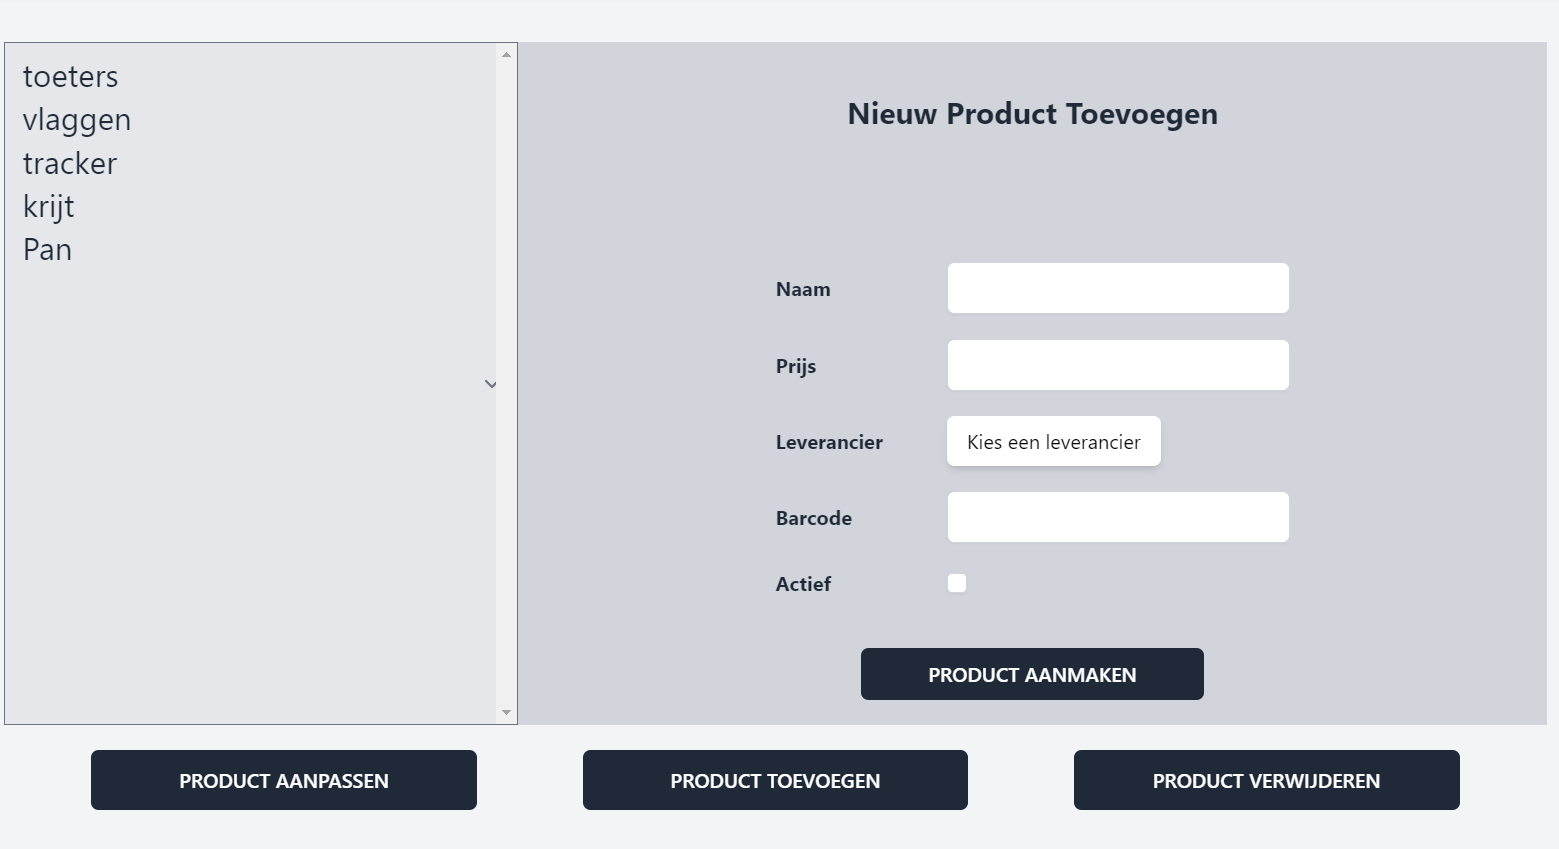 toeters
vlaggen
tracker
krijt
Pan
Nieuw Product Toevoegen
Naam
Prijs
Leverancier
Kies een leverancier
Barcode
Actief
PRODUCT AANMAKEN
PRODUCT AANPASSEN
PRODUCT TOEVOEGEN
PRODUCT VERWIJDEREN